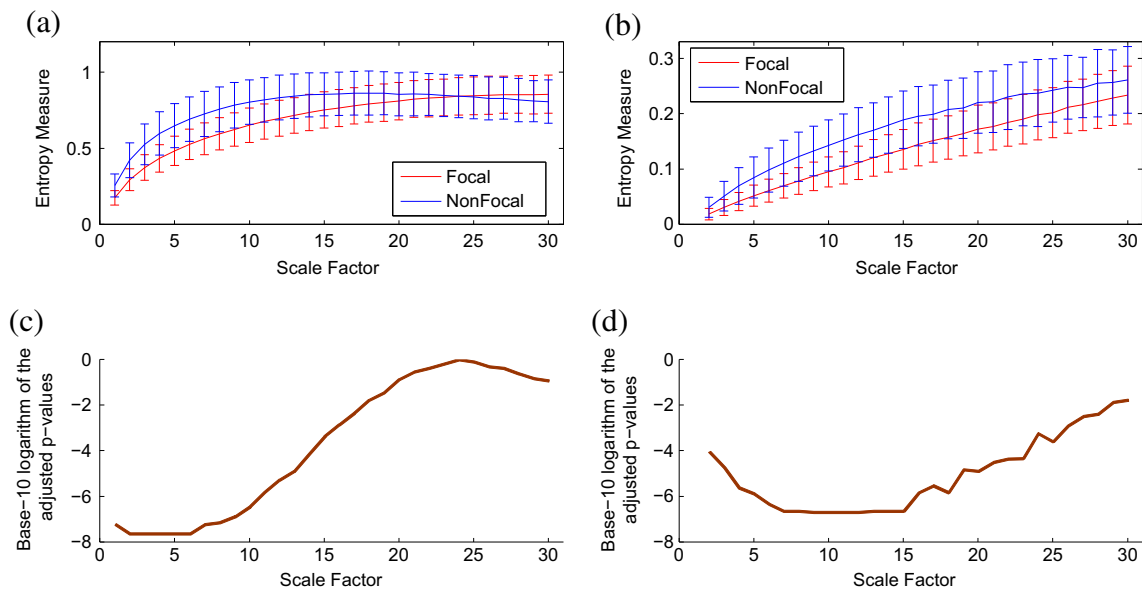 (a)
Entropy Measure
1
0.5
0
Focal
NonFocal
0 5 10 15 20 25 30
Scale Factor
(b)
Entropy Measure
0.3
0.2
0.1
0
Focal
NonFocal
0 5 10 15 20 25 30
Scale Factor
(c)
Base−10 logarithm of the
adjusted p−values
0
−2
−4
−6
−8
0 5 10 15 20 25 30
Scale Factor
(d)
Base−10 logarithm of the
adjusted p−values
0
−2
−4
−6
−8
0 5 10 15 20 25 30
Scale Factor